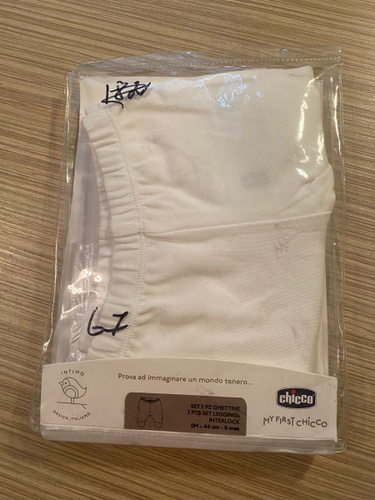 67
INTIMO
DESIGN ITALIANO
Prova ad immaginare un mondo tenero...
SET 2 PZ GHETTINE
2 PCS SET LEGGINGS
INTERLOCK
chicco
MY FIRST CHICCO